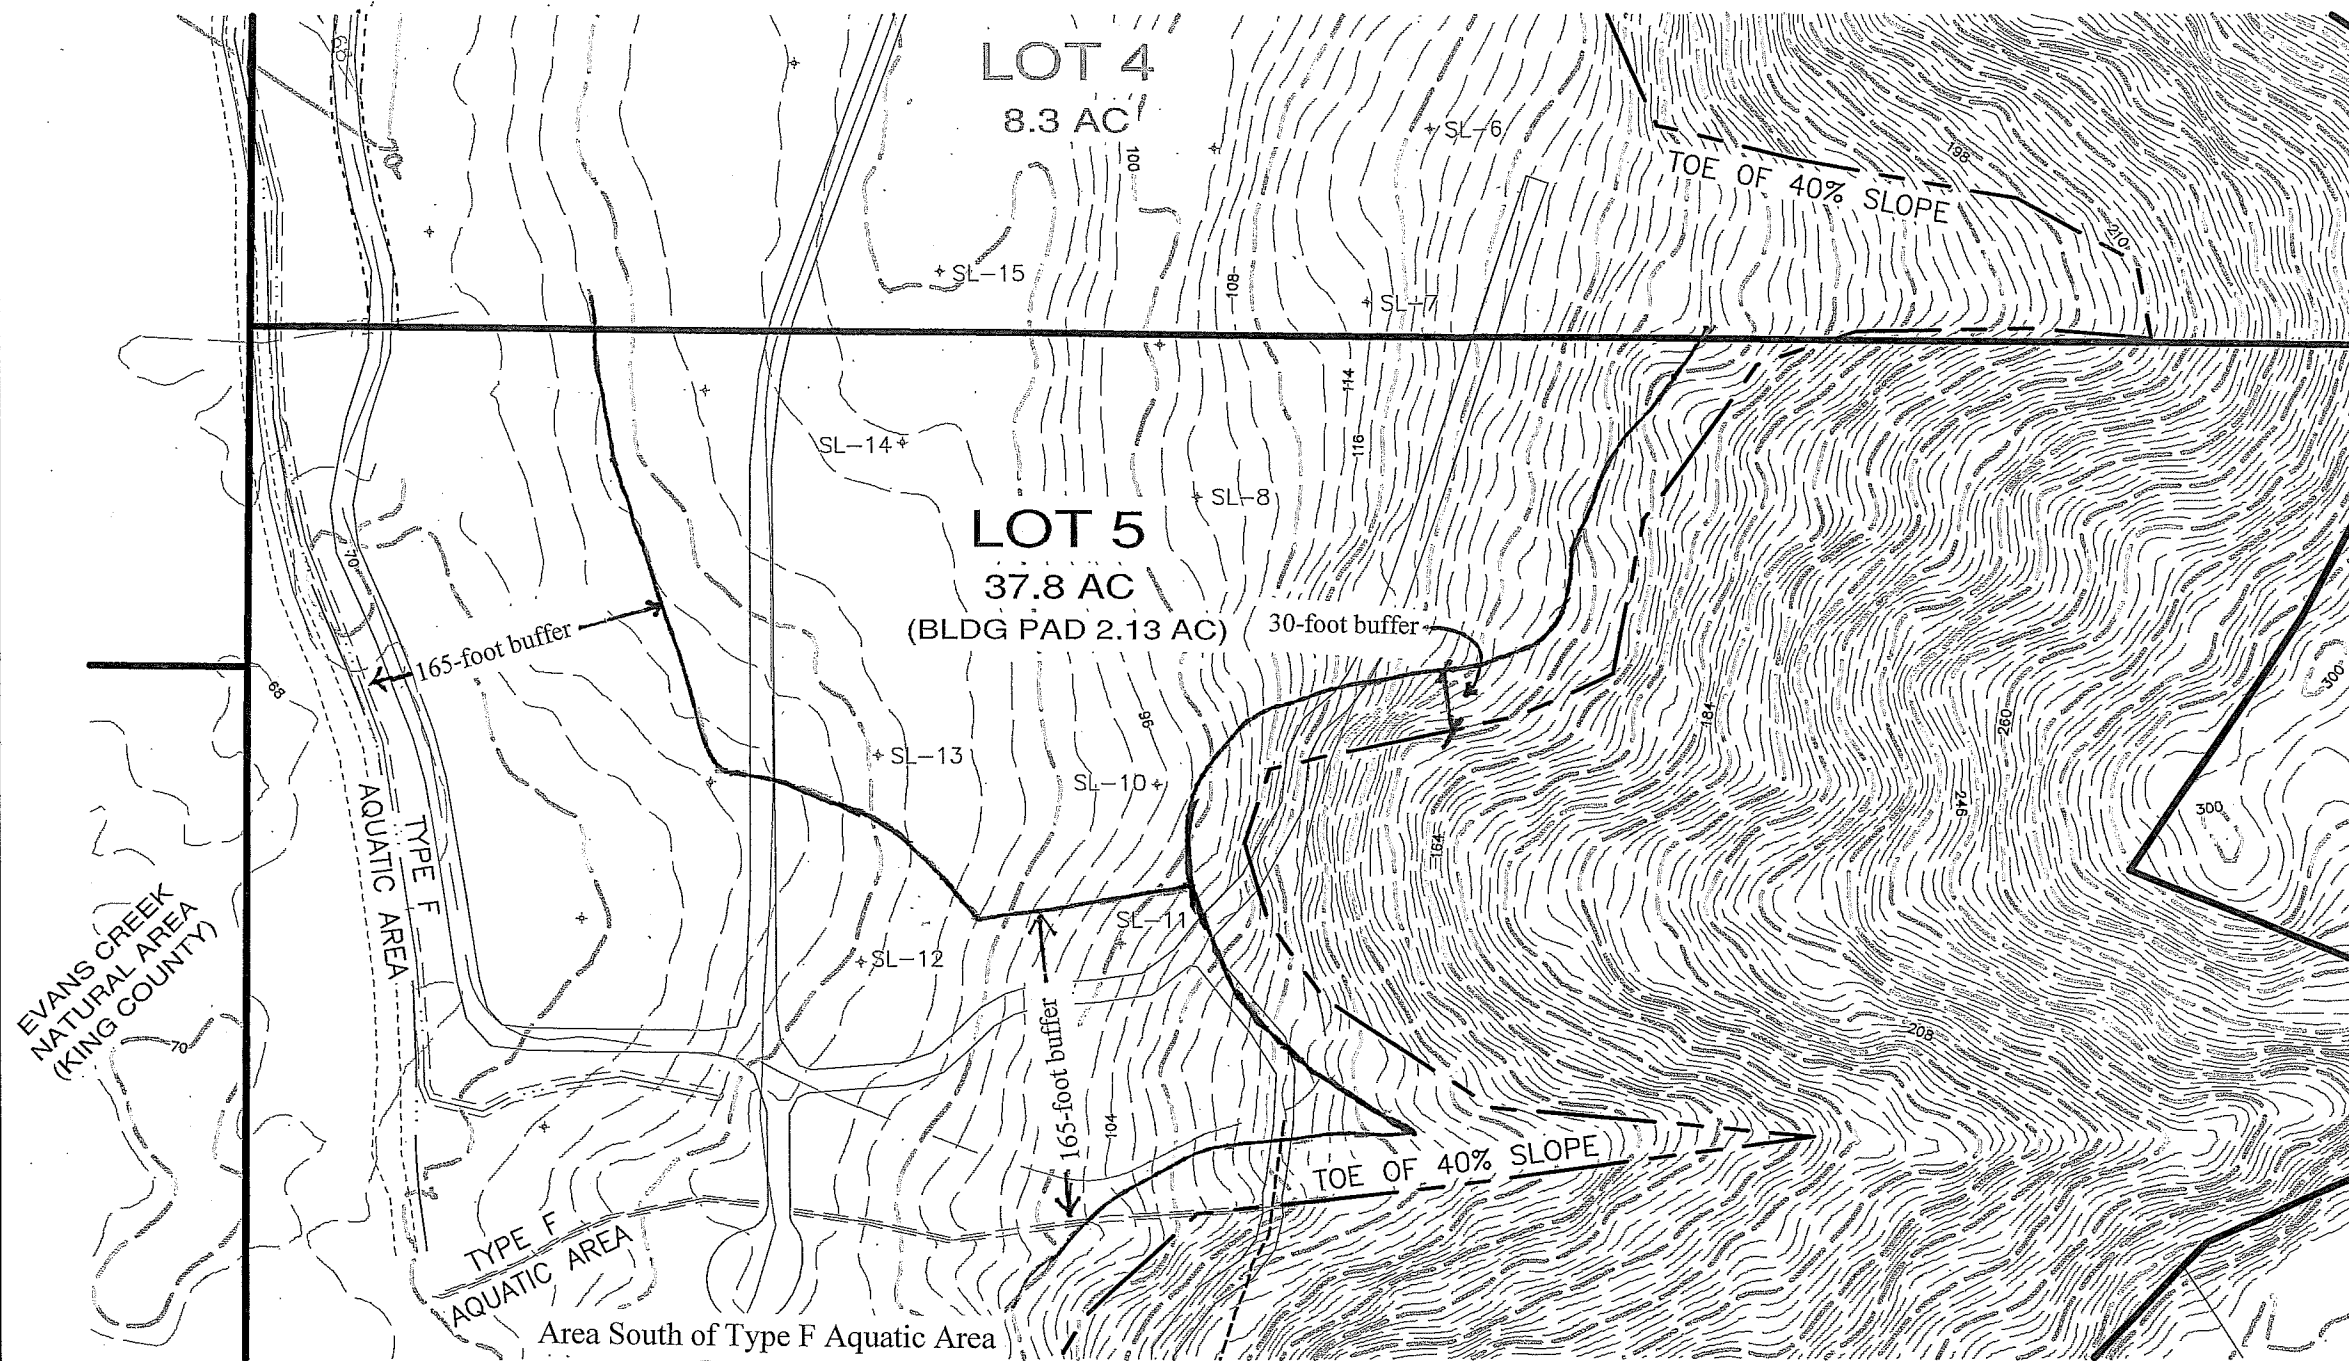 LOT 4
8.3 AC
68
70
100
SL-6
198
TOE OF 40% SLOPE
210
SL-15
108
SL-7
114
116
SL-14
SL-8
LOT 5
37.8 AC
(BLDG PAD 2.13 AC)
30-foot buffer
165-foot buffer
70
68
96
SL-13
SL-10
184
260
300
300
246
164
TYPE F
AQUATIC AREA
SL-11
SL-12
EVANS CREEK
NATURAL AREA
(KING COUNTY)
70
165-foot buffer
104
208
TOE OF 40% SLOPE
TYPE F
AQUATIC AREA
Area South of Type F Aquatic Area